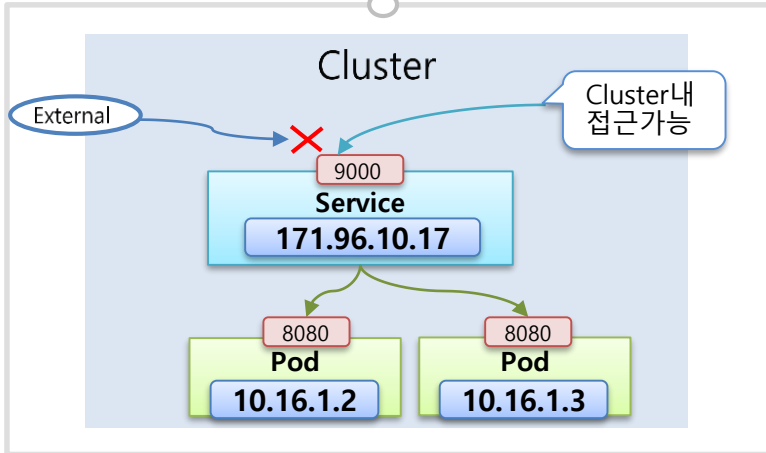 Cluster
External
Cluster내
접근가능
9000
Service
171.96.10.17
8080
8080
Pod
Pod
10.16.1.2
10.16.1.3